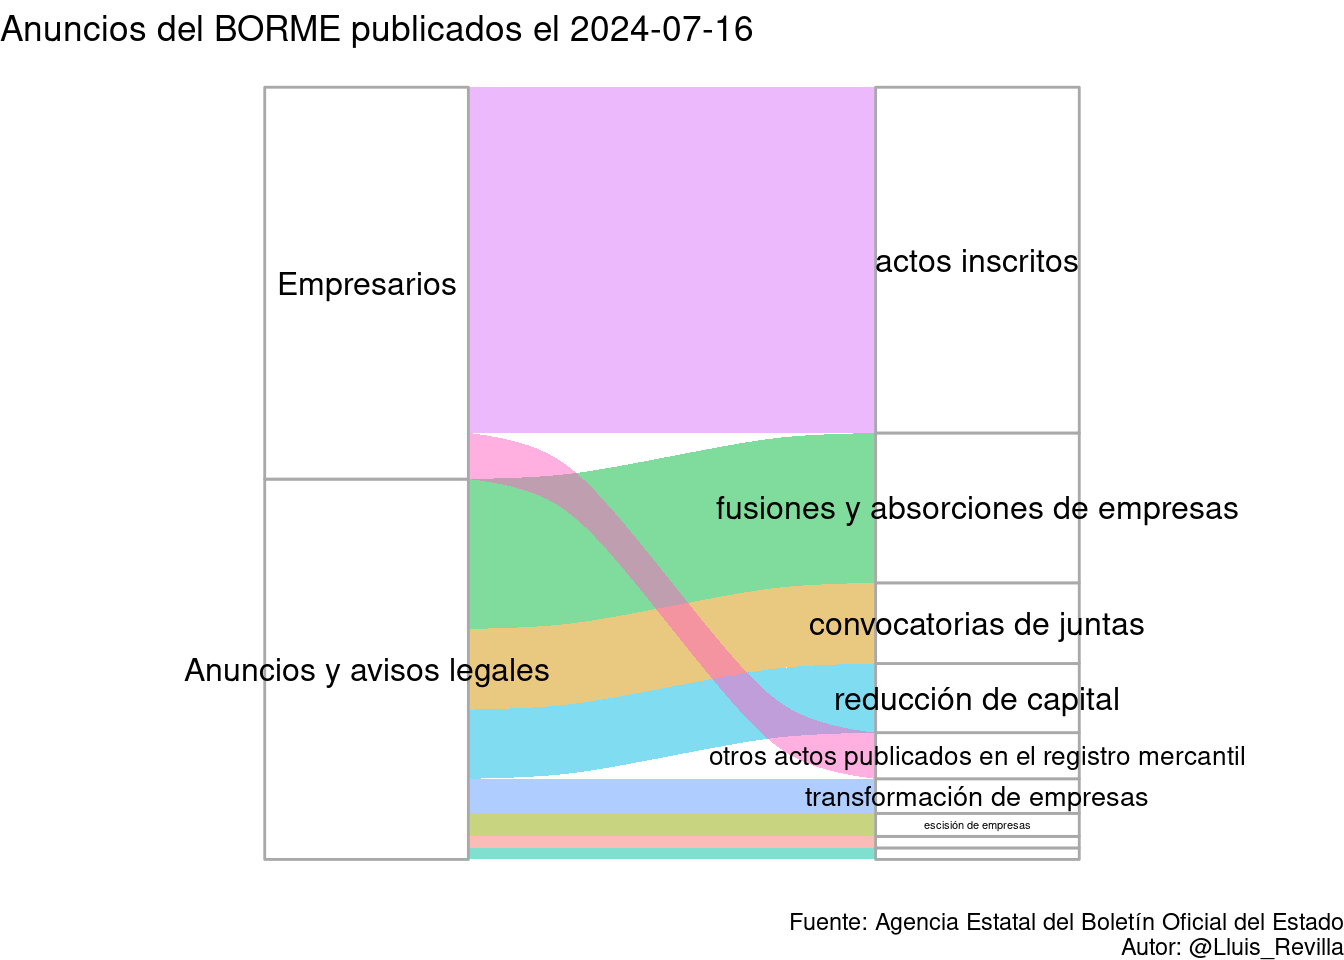 Anuncios del BORME publicados el 2024-07-16
Empresarios
actos inscritos
fusiones y absorciones de empresas
convocatorias de juntas
Anuncios y avisos legales
reducción de capital
otros actos publicados en el registro mercantil
transformación de empresas
escisión de empresas
Fuente: Agencia Estatal del Boletín Oficial del Estado
Autor: @Lluis_Revilla